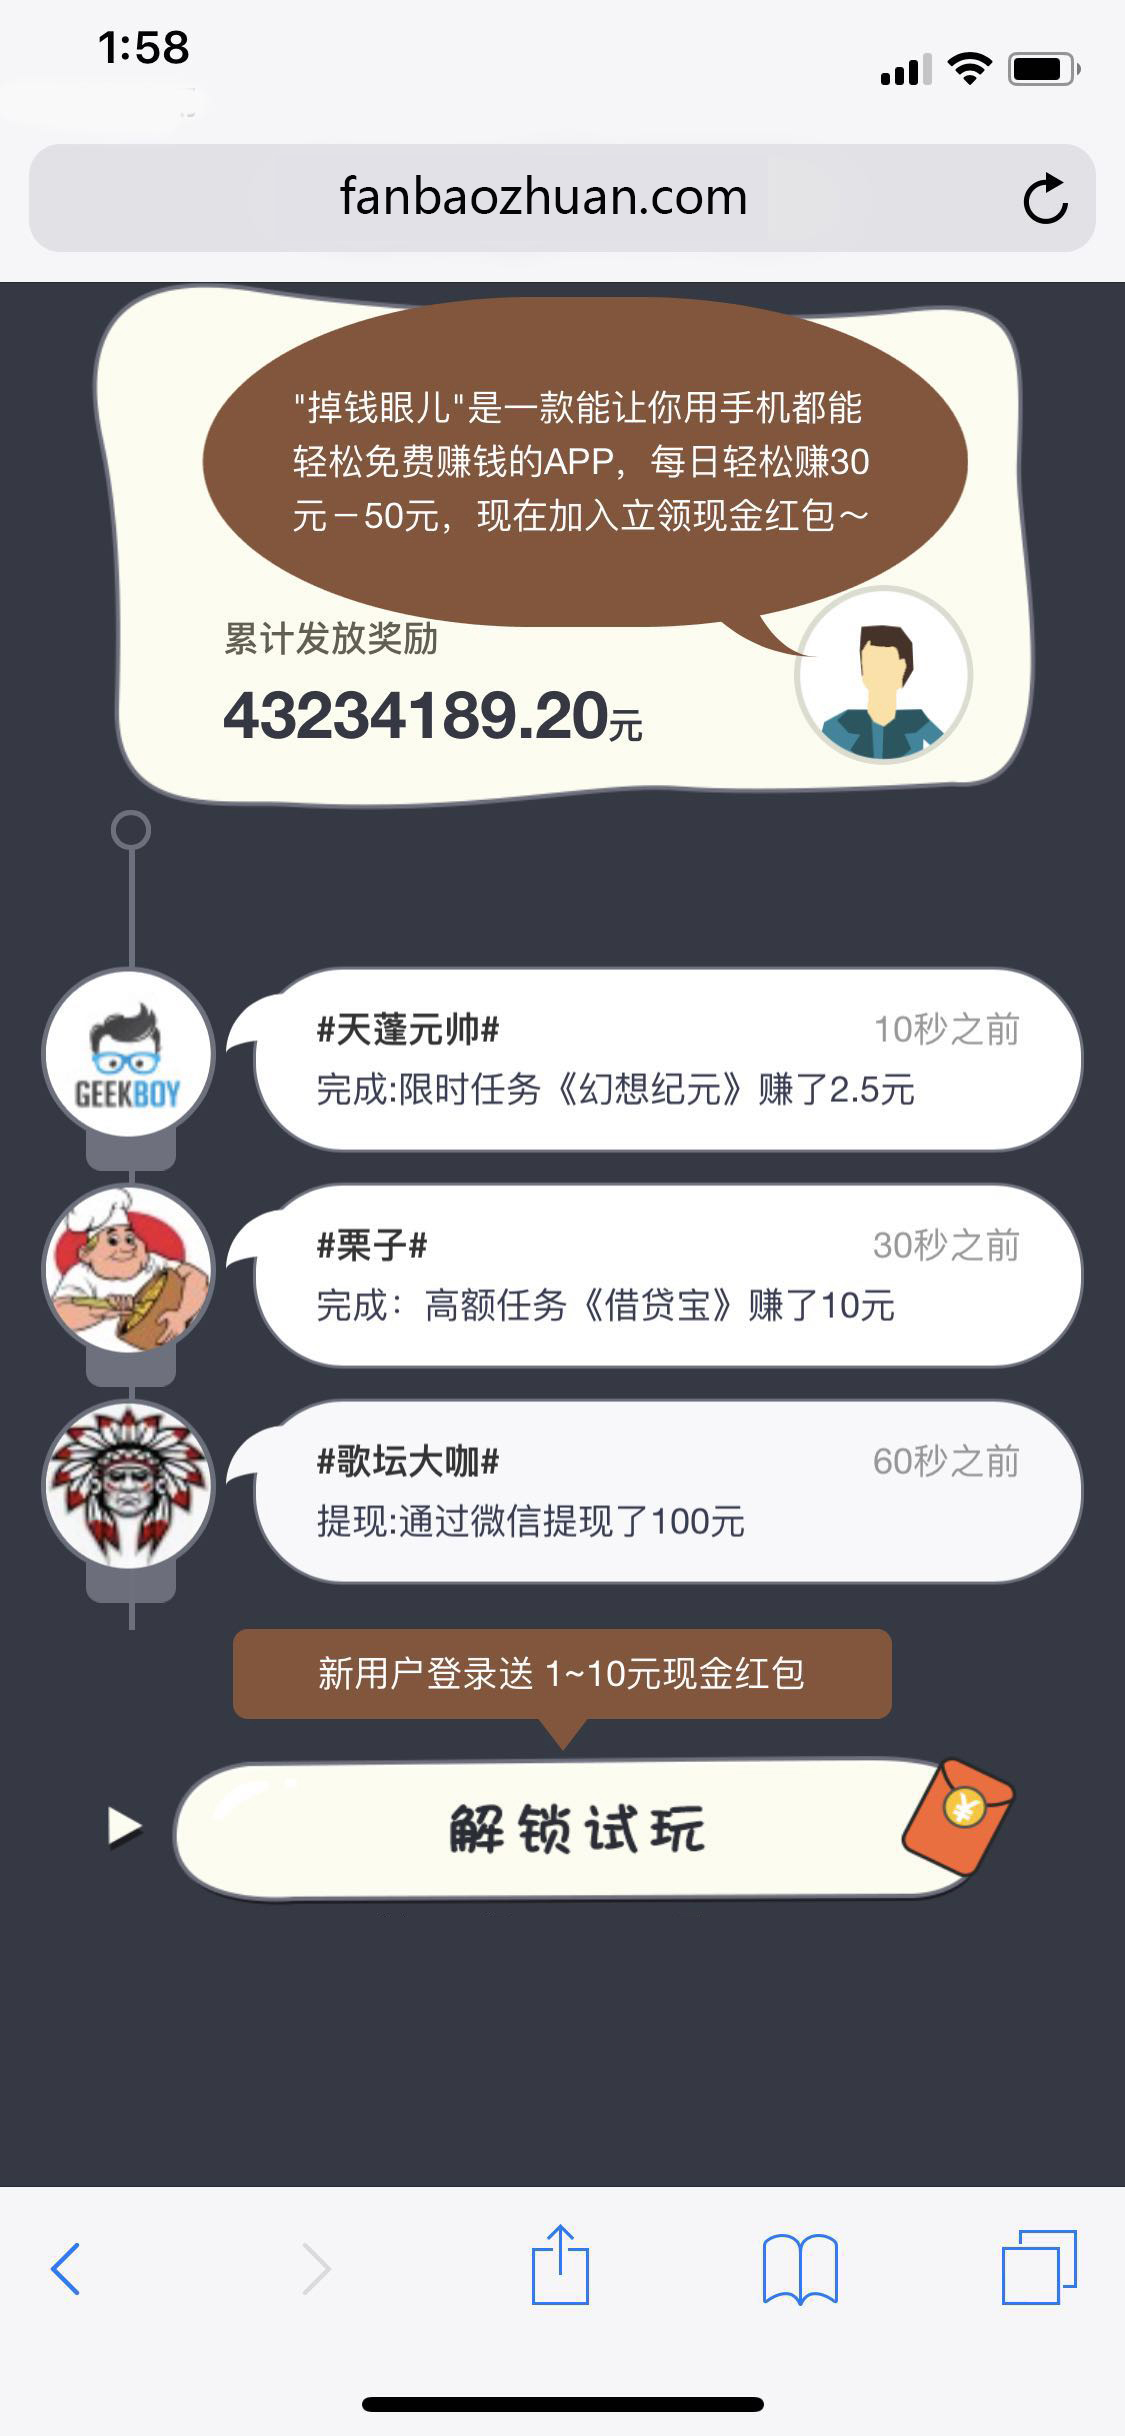 1:58
fanbaozhuan.com
"掉钱眼儿"是一款能让你用手机都能
轻松免费赚钱的APP，每日轻松赚30
元－50元，现在加入立领现金红包～
累计发放奖励
43234189.20元
GEEKBOY
#天蓬元帅#
10秒之前
完成:限时任务《幻想纪元》赚了2.5元
#栗子#
30秒之前
完成：高额任务《借贷宝》赚了10元
#歌坛大咖#
60秒之前
提现:通过微信提现了100元
新用户登录送 1~10元现金红包
解锁试玩
¥